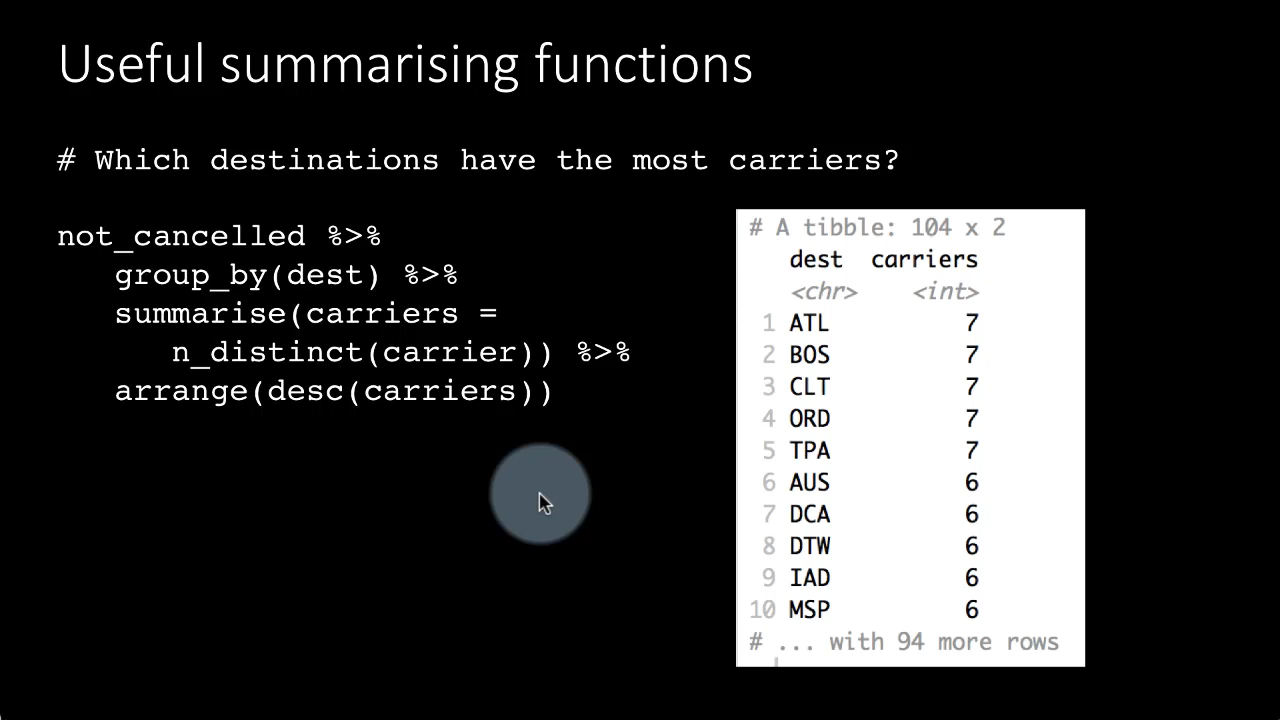 Useful summarising functions
# Which destinations have the most carriers?
not_cancelled %>%
   group_by(dest) %>%
   summarise(carriers =
      n_distinct(carrier)) %>%
   arrange(desc(carriers))
# A tibble: 104 x 2
   dest  carriers
   <chr>    <int>
 1 ATL          7
 2 BOS          7
 3 CLT          7
 4 ORD          7
 5 TPA          7
 6 AUS          6
 7 DCA          6
 8 DTW          6
 9 IAD          6
10 MSP          6
# ... with 94 more rows